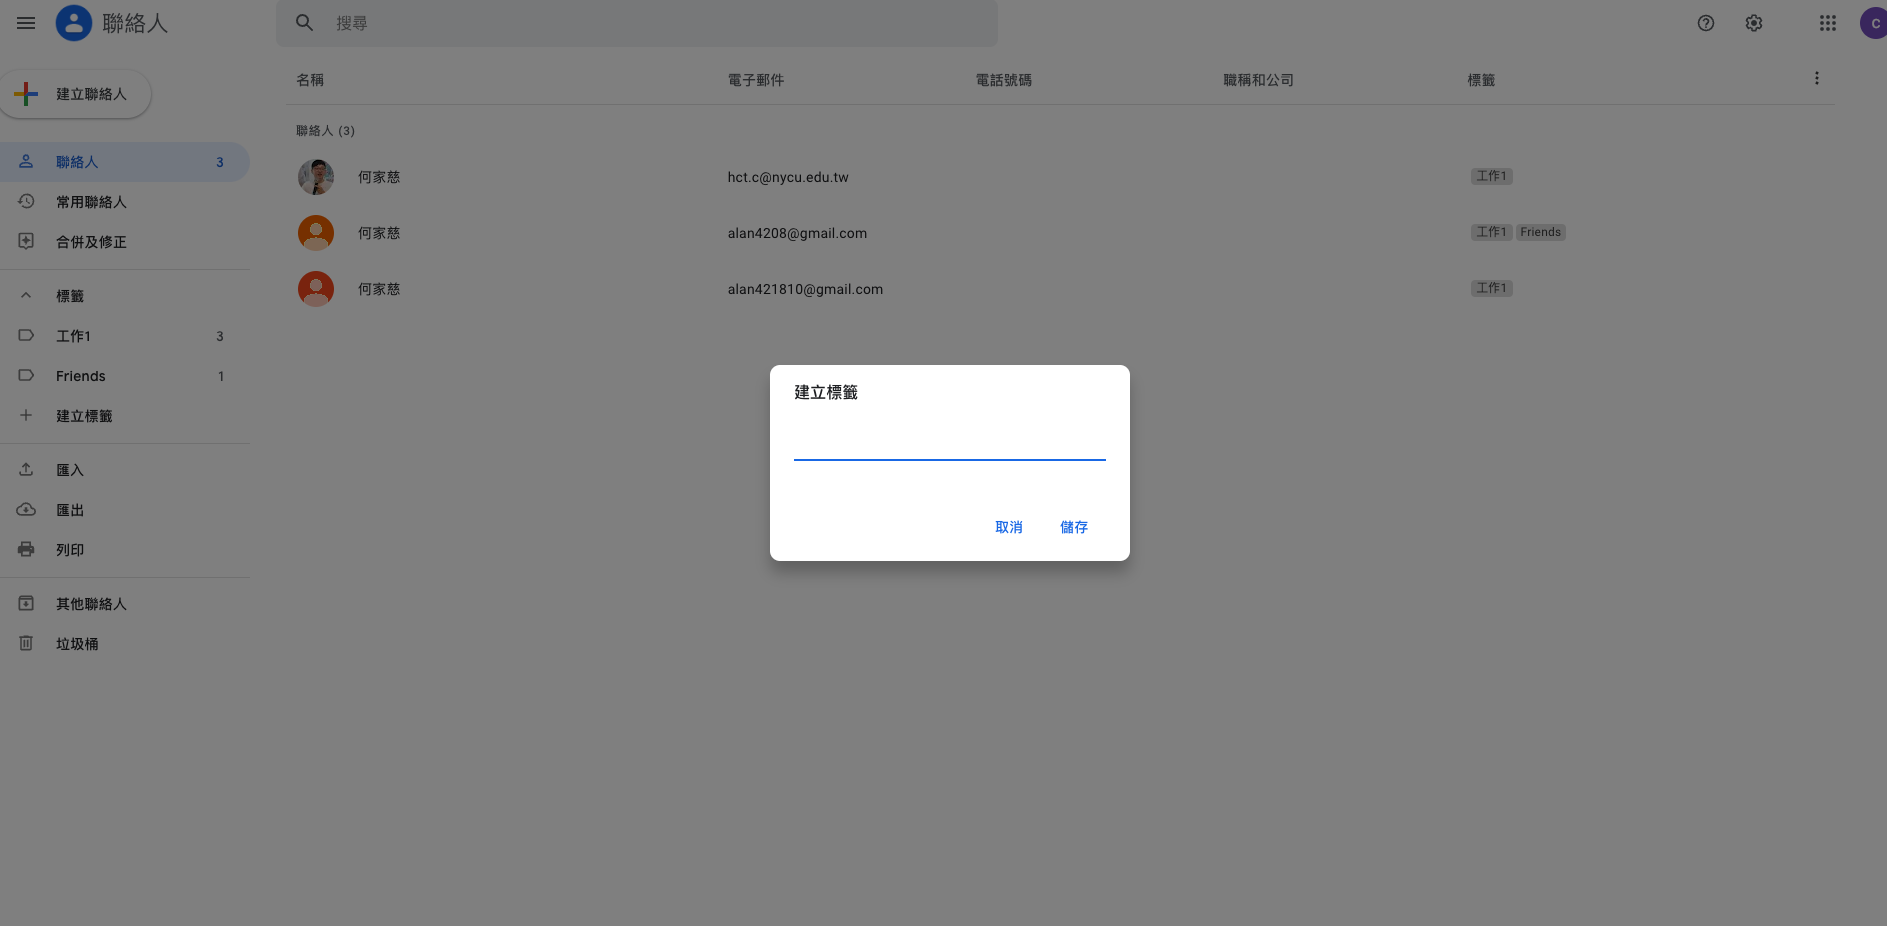 聯絡人
搜尋
C
建立聯絡人
聯絡人 3
常用聯絡人
合併及修正
標籤
工作1 3
Friends 1
建立標籤
匯入
匯出
列印
其他聯絡人
垃圾桶
名稱 電子郵件 電話號碼 職稱和公司 標籤
聯絡人 (3)
何家慈 hct.c@nycu.edu.tw 工作1
何家慈 alan4208@gmail.com 工作1 Friends
何家慈 alan421810@gmail.com 工作1
建立標籤
取消 儲存